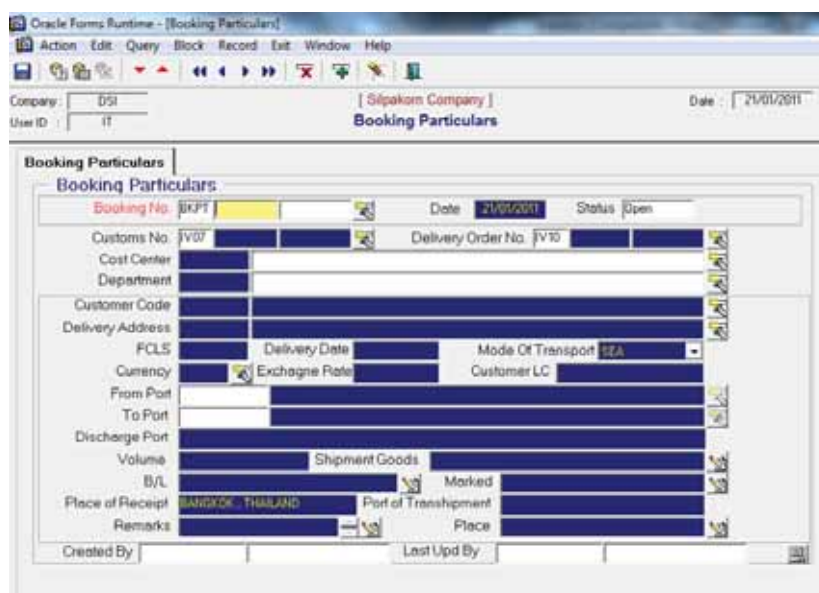 Oracle Forms Runtime - [Booking Particulars]
Action Edit Query Block Record Exit Window Help
Company : DSI [ Silpakorn Company ] Date : 21/01/2011
User ID : IT Booking Particulars
Booking Particulars
Booking Particulars
Booking No. BKPT Date 21/01/2011 Status Open
Customs No. IV07 Delivery Order No. IV10
Cost Center
Department
Customer Code
Delivery Address
FCLS Delivery Date Mode Of Transport SEA
Currency Exchagne Rate Customer LC
From Port
To Port
Discharge Port
Volume Shipment Goods
B/L Marked
Place of Receipt BANGKOK , THAILAND Port of Transhipment
Remarks Place
Created By Last Upd By